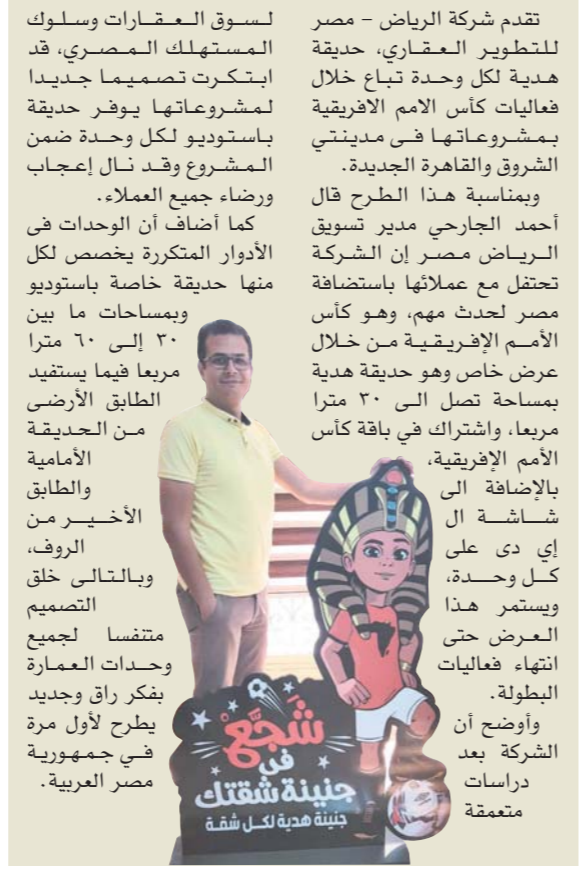 تقدم شركة الرياض – مصر
للتطوير العقاري، حديقة
هدية لكل وحدة تباع خلال
فعاليات كأس الامم الافريقية
بمشروعاتها فى مدينتي
الشروق والقاهرة الجديدة.
وبمناسبة هذا الطرح قال
أحمد الجارحي مدير تسويق
الرياض مصر إن الشركة
تحتفل مع عملائها باستضافة
مصر لحدث مهم، وهو كأس
الأمم الإفريقية من خلال
عرض خاص وهو حديقة هدية
بمساحة تصل الى ٣٠ مترا
مربعا، واشتراك في باقة كأس
الأمم الإفريقية،
بالإضافة الى
شاشة ال
إي دى على
كل وحدة،
ويستمر هذا
العرض حتى
انتهاء فعاليات
البطولة.
وأوضح أن
الشركة بعد
دراسات
متعمقة
لسوق العقارات وسلوك
المستهلك المصري، قد
ابتكرت تصميما جديدا
لمشروعاتها يوفر حديقة
باستوديو لكل وحدة ضمن
المشروع وقد نال إعجاب
ورضاء جميع العملاء.
كما أضاف أن الوحدات فى
الأدوار المتكررة يخصص لكل
منها حديقة خاصة باستوديو
وبمساحات ما بين
٣٠ إلى ٦٠ مترا
مربعا فيما يستفيد
الطابق الأرضى
من الحديقة
الأمامية
والطابق
الأخير من
الروف،
وبالتالى خلق
التصميم
متنفسا لجميع
وحدات العمارة
بفكر راق وجديد
يطرح لأول مرة
في جمهورية
مصر العربية.
شجع
فى
جنينة شقتك
جنينة هدية لكل شقة